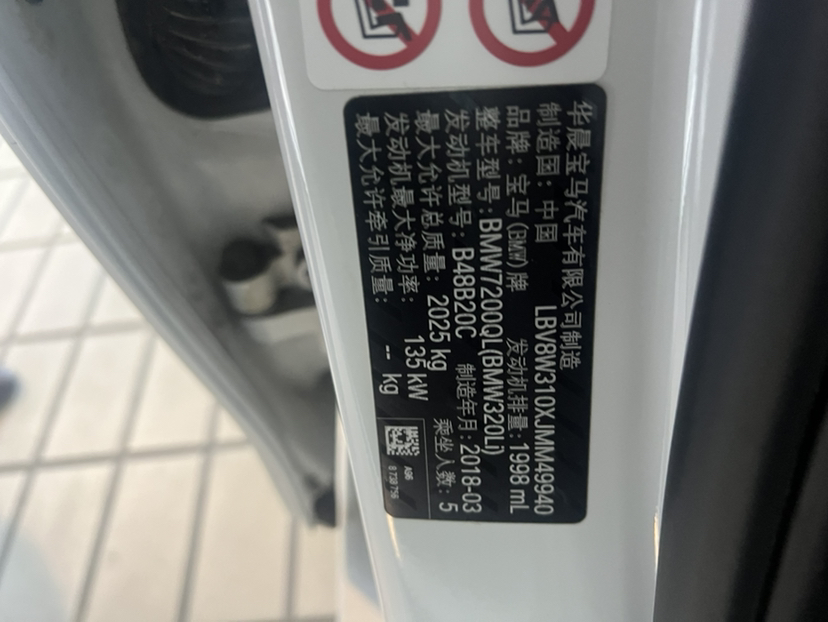 华晨宝马汽车有限公司制造
制造国：中国 LBV8W310XJMM49940
品牌：宝马(BMW)牌 发动机排量：1998 mL
整车型号：BMW7200QL(BMW320Li)
发动机型号：B48B20C 制造年月：2018-03
最大允许总质量：2025 kg 乘坐人数：5
发动机最大净功率：135 kW
最大允许牵引质量：-- kg
A96
8 738 756